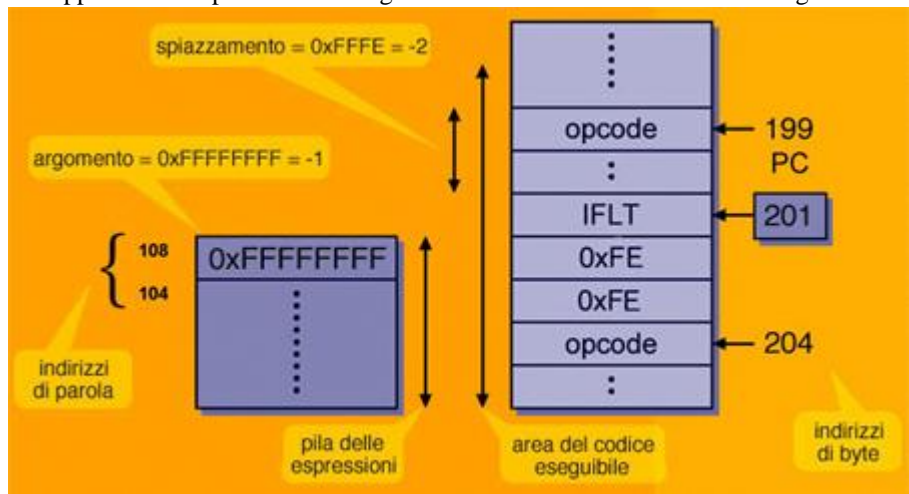 spiazzamento = 0xFFFE = -2
argomento = 0xFFFFFFFFF = -1
108
104
0xFFFFFFFF
indirizzi
di parola
pila delle
espressioni
opcode
199
PC
IFLT
201
0xFE
0xFE
opcode
204
area del codice
eseguibile
indirizzi
di byte